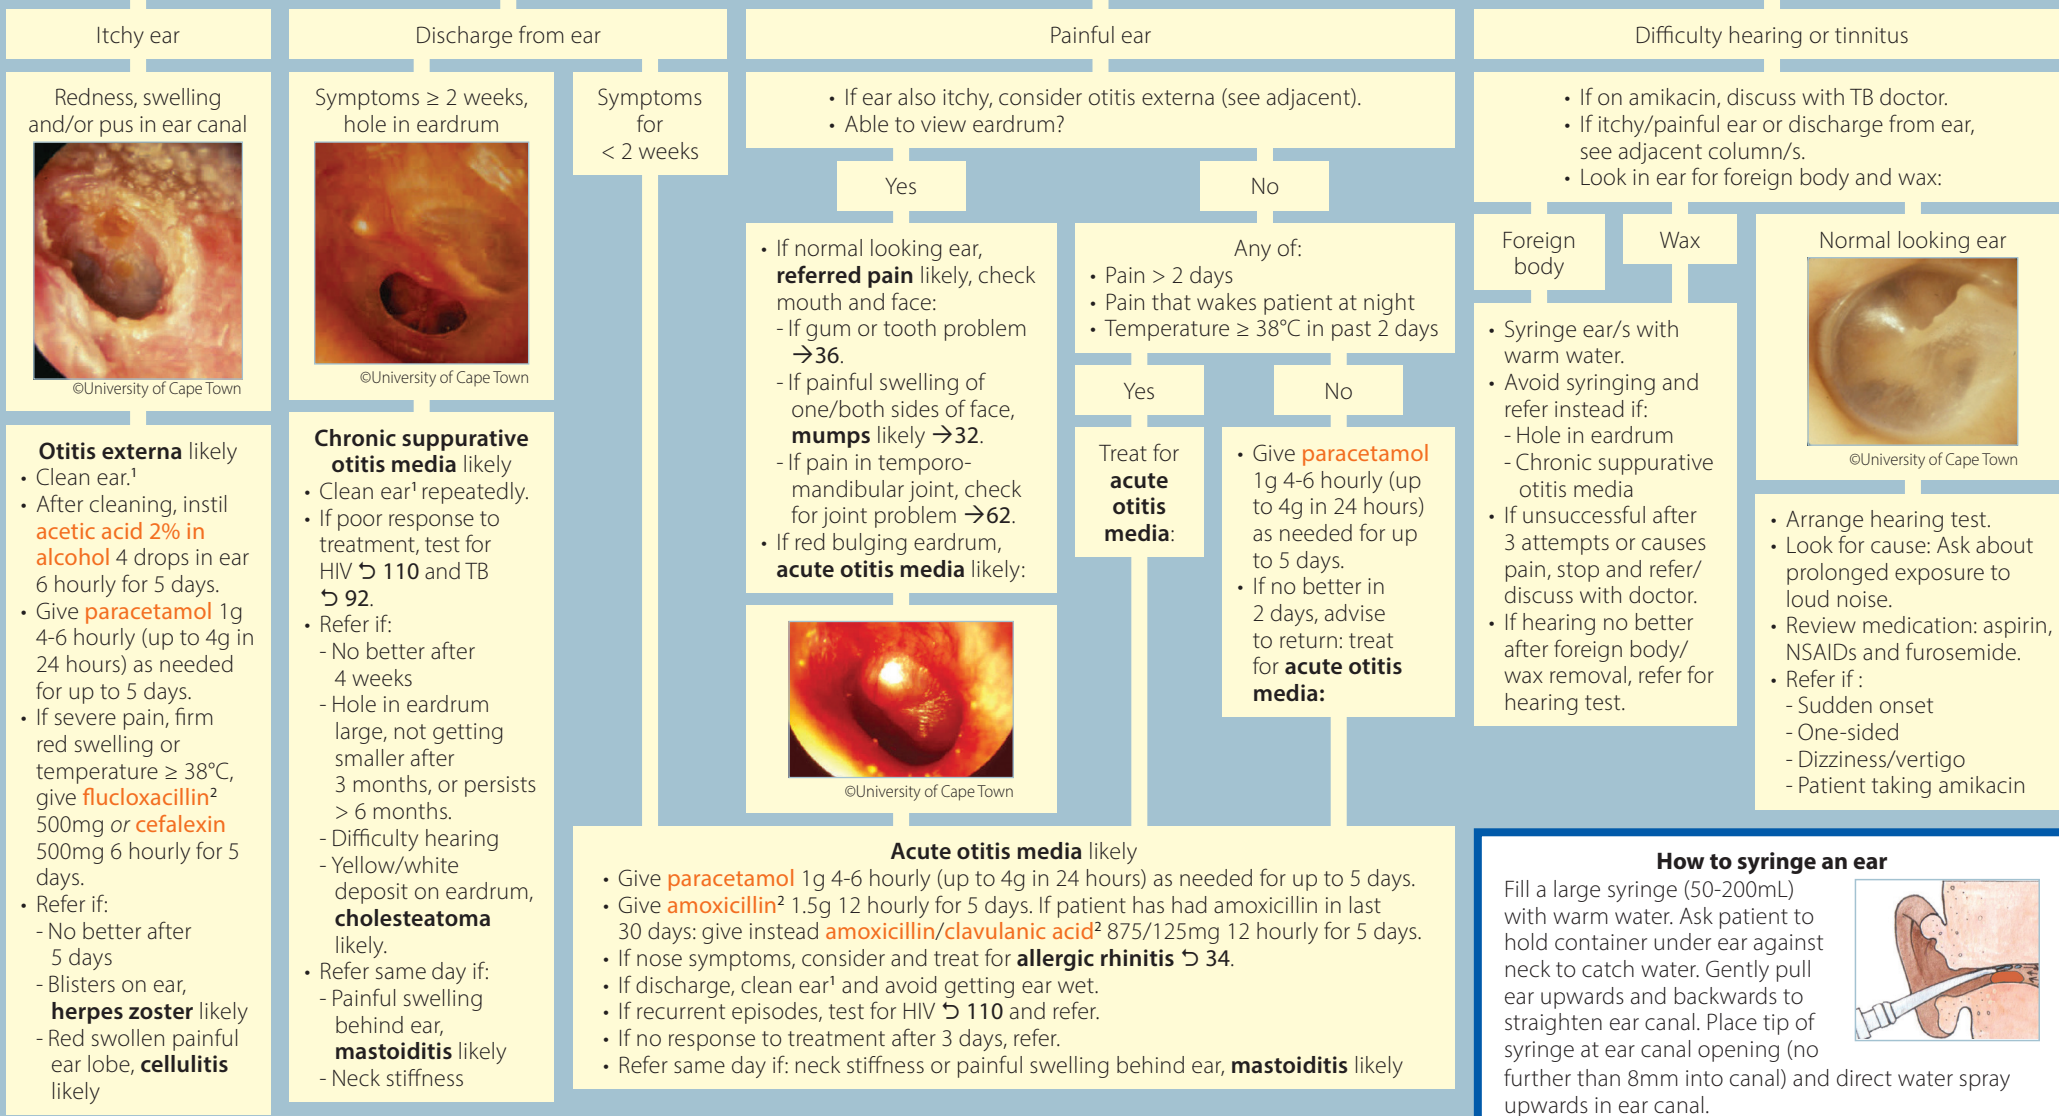 Itchy ear
Redness, swelling
and/or pus in ear canal
©University of Cape Town
Otitis externa likely
• Clean ear.¹
• After cleaning, instil
acetic acid 2% in
alcohol 4 drops in ear
6 hourly for 5 days.
• Give paracetamol 1g
4-6 hourly (up to 4g in
24 hours) as needed
for up to 5 days.
• If severe pain, firm
red swelling or
temperature ≥ 38°C,
give flucloxacillin²
500mg or cefalexin
500mg 6 hourly for 5
days.
• Refer if:
- No better after
5 days
- Blisters on ear,
herpes zoster likely
- Red swollen painful
ear lobe, cellulitis
likely
Discharge from ear
Symptoms ≥ 2 weeks,
hole in eardrum
©University of Cape Town
Chronic suppurative
otitis media likely
• Clean ear¹ repeatedly.
• If poor response to
treatment, test for
HIV ⮌ 110 and TB
⮌ 92.
• Refer if:
- No better after
4 weeks
- Hole in eardrum
large, not getting
smaller after
3 months, or persists
> 6 months.
- Difficulty hearing
- Yellow/white
deposit on eardrum,
cholesteatoma
likely.
• Refer same day if:
- Painful swelling
behind ear,
mastoiditis likely
- Neck stiffness
Symptoms
for
< 2 weeks
Painful ear
• If ear also itchy, consider otitis externa (see adjacent).
• Able to view eardrum?
Yes
• If normal looking ear,
referred pain likely, check
mouth and face:
- If gum or tooth problem
→36.
- If painful swelling of
one/both sides of face,
mumps likely →32.
- If pain in temporo-
mandibular joint, check
for joint problem →62.
• If red bulging eardrum,
acute otitis media likely:
©University of Cape Town
No
Any of:
• Pain > 2 days
• Pain that wakes patient at night
• Temperature ≥ 38°C in past 2 days
Yes
Treat for
acute
otitis
media:
No
• Give paracetamol
1g 4-6 hourly (up
to 4g in 24 hours)
as needed for up
to 5 days.
• If no better in
2 days, advise
to return: treat
for acute otitis
media:
Acute otitis media likely
• Give paracetamol 1g 4-6 hourly (up to 4g in 24 hours) as needed for up to 5 days.
• Give amoxicillin² 1.5g 12 hourly for 5 days. If patient has had amoxicillin in last
30 days: give instead amoxicillin/clavulanic acid² 875/125mg 12 hourly for 5 days.
• If nose symptoms, consider and treat for allergic rhinitis ⮌ 34.
• If discharge, clean ear¹ and avoid getting ear wet.
• If recurrent episodes, test for HIV ⮌ 110 and refer.
• If no response to treatment after 3 days, refer.
• Refer same day if: neck stiffness or painful swelling behind ear, mastoiditis likely
Difficulty hearing or tinnitus
• If on amikacin, discuss with TB doctor.
• If itchy/painful ear or discharge from ear,
see adjacent column/s.
• Look in ear for foreign body and wax:
Foreign
body
Wax
• Syringe ear/s with
warm water.
• Avoid syringing and
refer instead if:
- Hole in eardrum
- Chronic suppurative
otitis media
• If unsuccessful after
3 attempts or causes
pain, stop and refer/
discuss with doctor.
• If hearing no better
after foreign body/
wax removal, refer for
hearing test.
Normal looking ear
©University of Cape Town
• Arrange hearing test.
• Look for cause: Ask about
prolonged exposure to
loud noise.
• Review medication: aspirin,
NSAIDs and furosemide.
• Refer if :
- Sudden onset
- One-sided
- Dizziness/vertigo
- Patient taking amikacin
How to syringe an ear
Fill a large syringe (50-200mL)
with warm water. Ask patient to
hold container under ear against
neck to catch water. Gently pull
ear upwards and backwards to
straighten ear canal. Place tip of
syringe at ear canal opening (no
further than 8mm into canal) and direct water spray
upwards in ear canal.